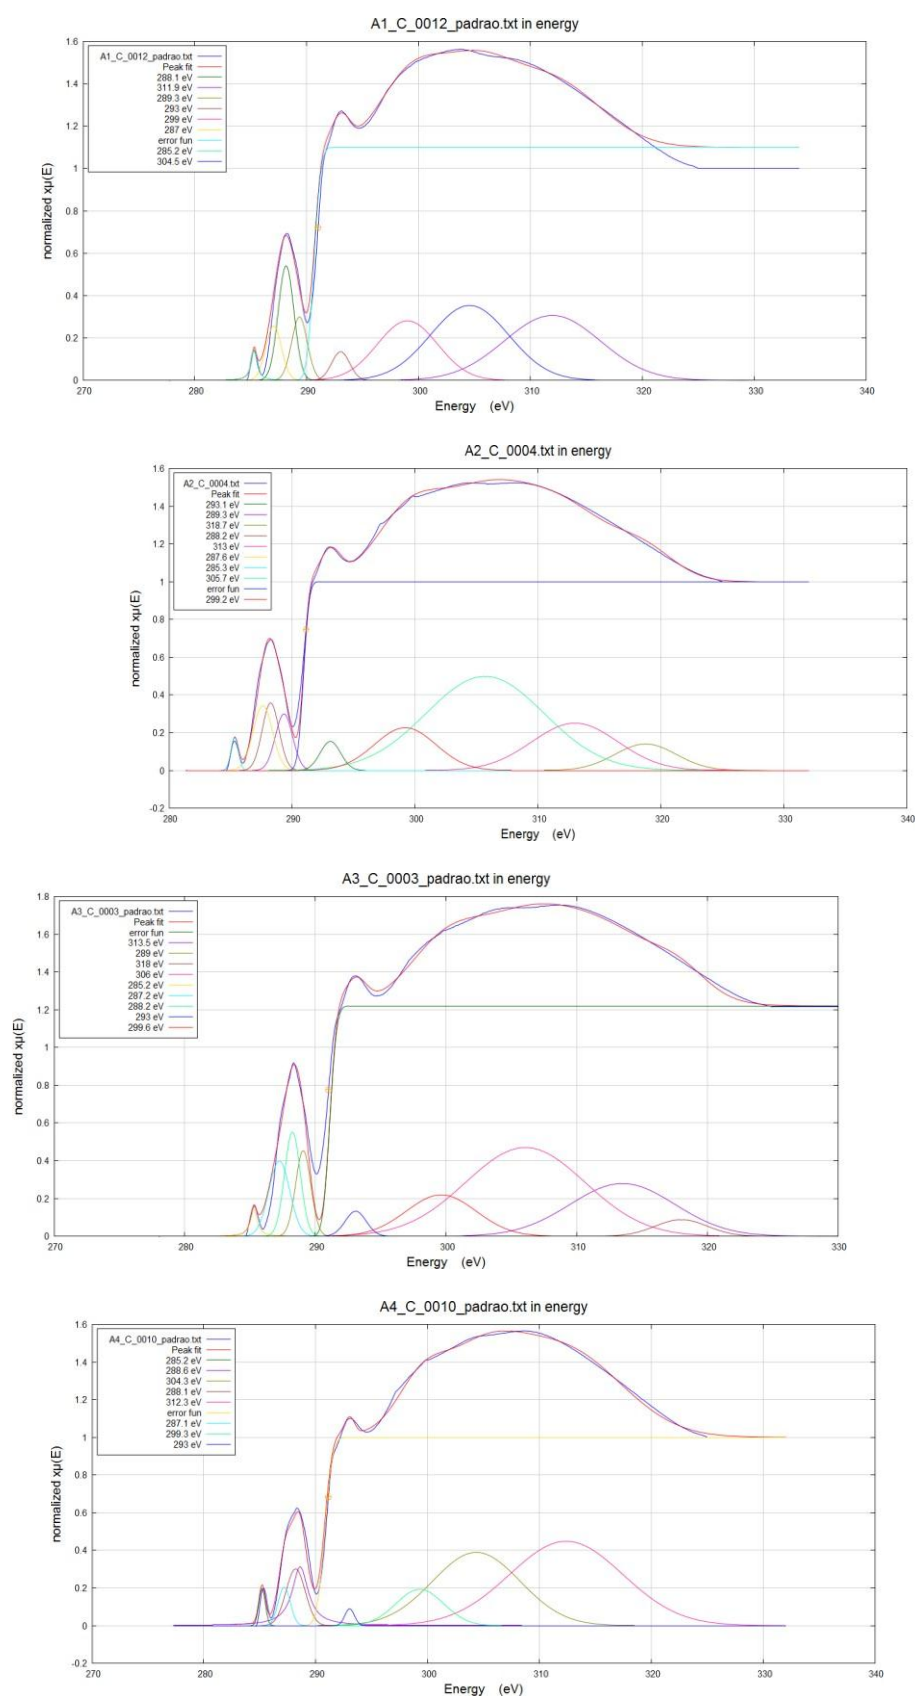 A1_C_0012_padrao.txt in energy
1.6
1.4
1.2
1
0.8
0.6
0.4
0.2
0
normalized xμ(E)
A1_C_0012_padrao.txt
Peak fit
288.1 eV
311.9 eV
289.3 eV
293 eV
299 eV
287 eV
error fun
285.2 eV
304.5 eV
270 280 290 300 310 320 330 340
Energy (eV)
A2_C_0004.txt in energy
1.6
1.4
1.2
1
0.8
0.6
0.4
0.2
0
-0.2
normalized xμ(E)
A2_C_0004.txt
Peak fit
293.1 eV
289.3 eV
318.7 eV
288.2 eV
313 eV
287.6 eV
285.3 eV
305.7 eV
error fun
299.2 eV
280 290 300 310 320 330 340
Energy (eV)
A3_C_0003_padrao.txt in energy
1.8
1.6
1.4
1.2
1
0.8
0.6
0.4
0.2
0
normalized xμ(E)
A3_C_0003_padrao.txt
Peak fit
error fun
313.5 eV
289 eV
318 eV
306 eV
285.2 eV
287.2 eV
288.2 eV
293 eV
299.6 eV
270 280 290 300 310 320 330
Energy (eV)
A4_C_0010_padrao.txt in energy
1.6
1.4
1.2
1
0.8
0.6
0.4
0.2
0
-0.2
normalized xμ(E)
A4_C_0010_padrao.txt
Peak fit
285.2 eV
288.6 eV
304.3 eV
288.1 eV
312.3 eV
error fun
287.1 eV
299.3 eV
293 eV
270 280 290 300 310 320 330 340
Energy (eV)